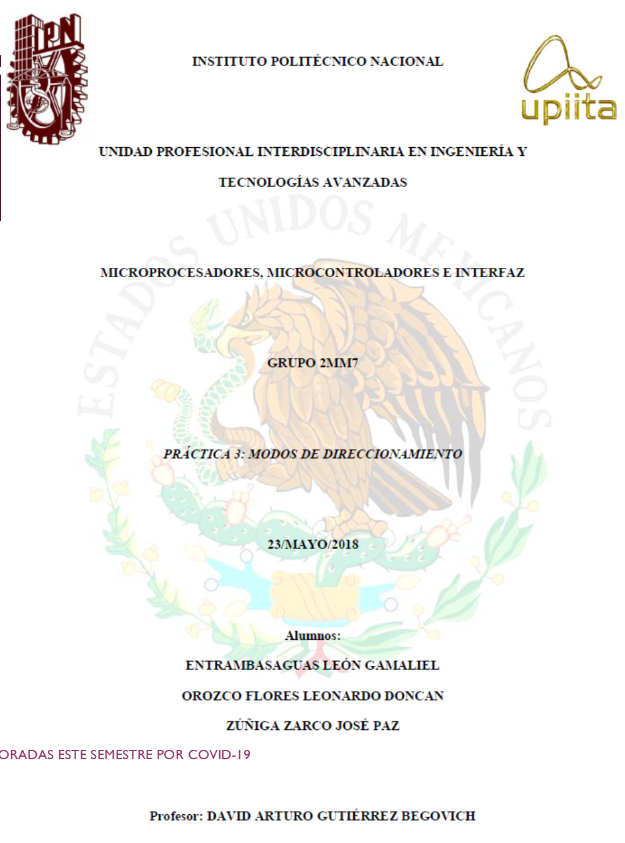 IPN
INSTITUTO POLITÉCNICO NACIONAL
upiita
UNIDAD PROFESIONAL INTERDISCIPLINARIA EN INGENIERÍA Y
TECNOLOGÍAS AVANZADAS
ESTADOS UNIDOS MEXICANOS
MICROPROCESADORES, MICROCONTROLADORES E INTERFAZ
GRUPO 2MM7
PRÁCTICA 3: MODOS DE DIRECCIONAMIENTO
23/MAYO/2018
Alumnos:
ENTRAMBASAGUAS LEÓN GAMALIEL
OROZCO FLORES LEONARDO DONCAN
ZÚÑIGA ZARCO JOSÉ PAZ
ORADAS ESTE SEMESTRE POR COVID-19
Profesor: DAVID ARTURO GUTIÉRREZ BEGOVICH